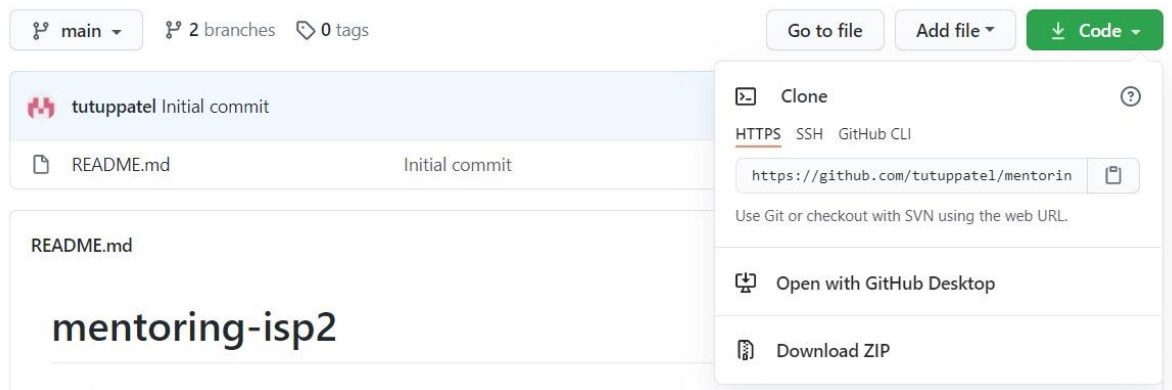 main 2 branches 0 tags Go to file Add file Code
tutuppatel Initial commit
README.md Initial commit
README.md
mentoring-isp2
Clone
HTTPS SSH GitHub CLI
https://github.com/tutuppatel/mentorin
Use Git or checkout with SVN using the web URL.
Open with GitHub Desktop
Download ZIP